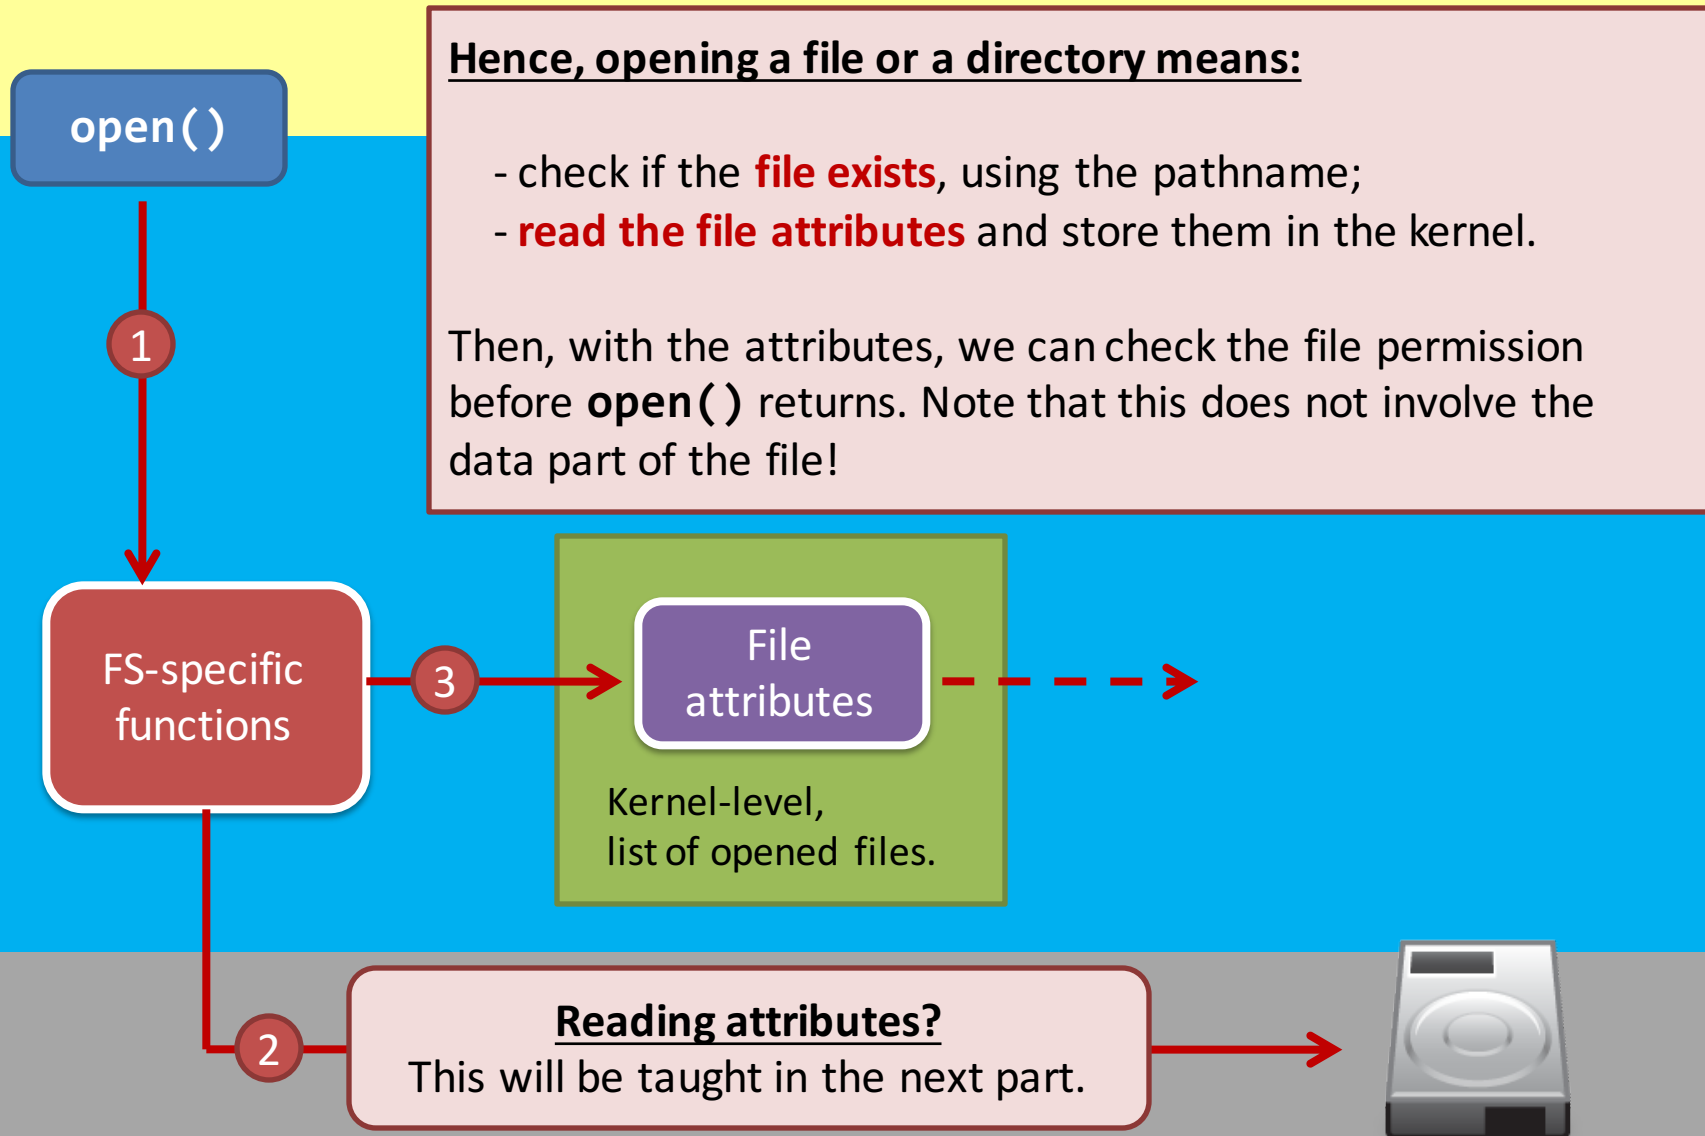 open()
Hence, opening a file or a directory means:
- check if the file exists, using the pathname;
- read the file attributes and store them in the kernel.
Then, with the attributes, we can check the file permission
before open() returns. Note that this does not involve the
data part of the file!
1
FS-specific
functions
3
File
attributes
Kernel-level,
list of opened files.
2
Reading attributes?
This will be taught in the next part.